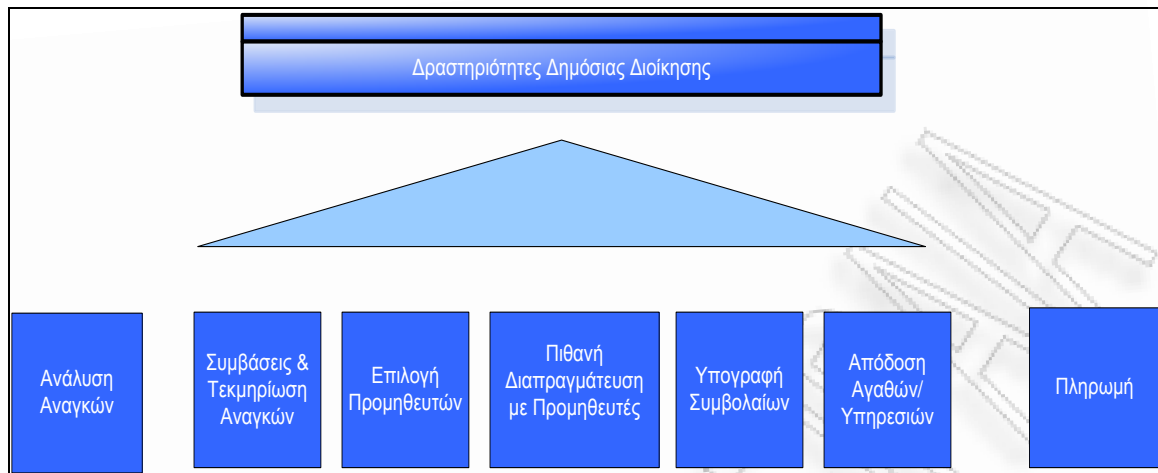 Δραστηριότητες Δημόσιας Διοίκησης
Ανάλυση
Αναγκών
Συμβάσεις &
Τεκμηρίωση
Αναγκών
Επιλογή
Προμηθευτών
Πιθανή
Διαπραγμάτευση
με Προμηθευτές
Υπογραφή
Συμβολαίων
Απόδοση
Αγαθών/
Υπηρεσιών
Πληρωμή